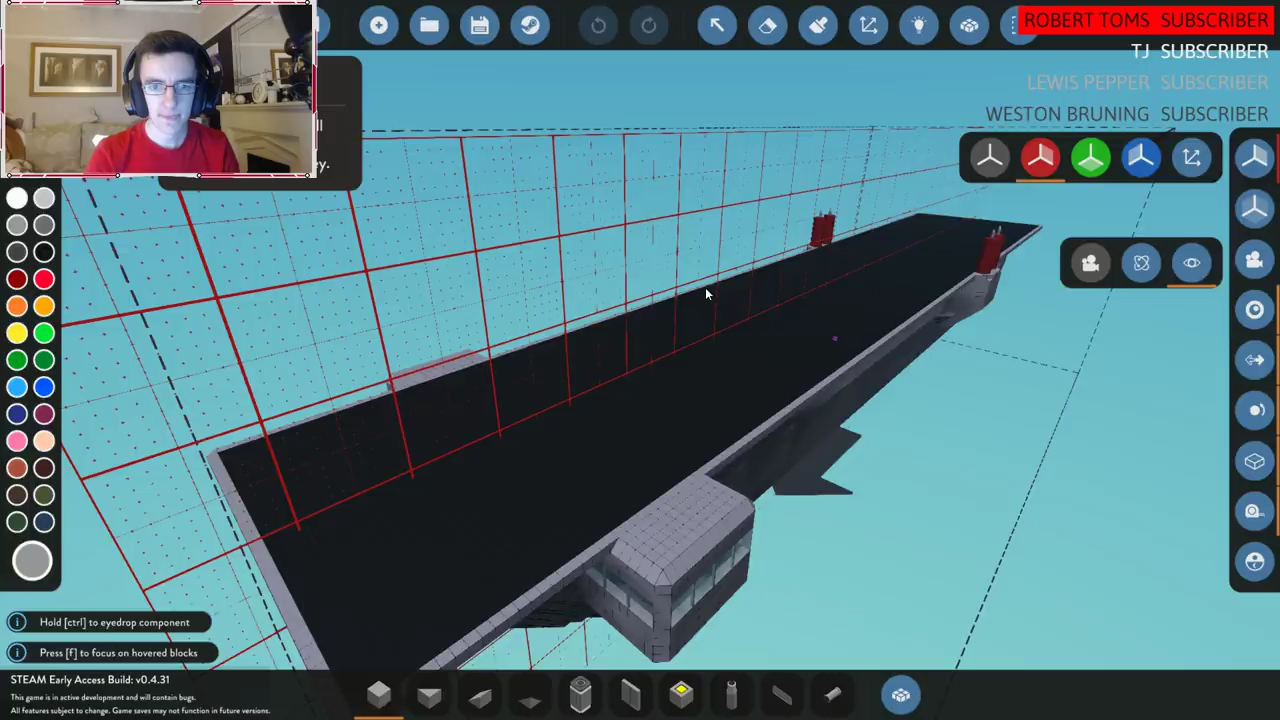 ROBERT TOMS SUBSCRIBER
TJ SUBSCRIBER
LEWIS PEPPER SUBSCRIBER
WESTON BRUNING SUBSCRIBER
Hold [ctrl] to eyedrop component
Press [f] to focus on hovered blocks
STEAM Early Access Build: v0.4.31
This game is in active development and will contain bugs.
All features subject to change. Game saves may not function in future versions.